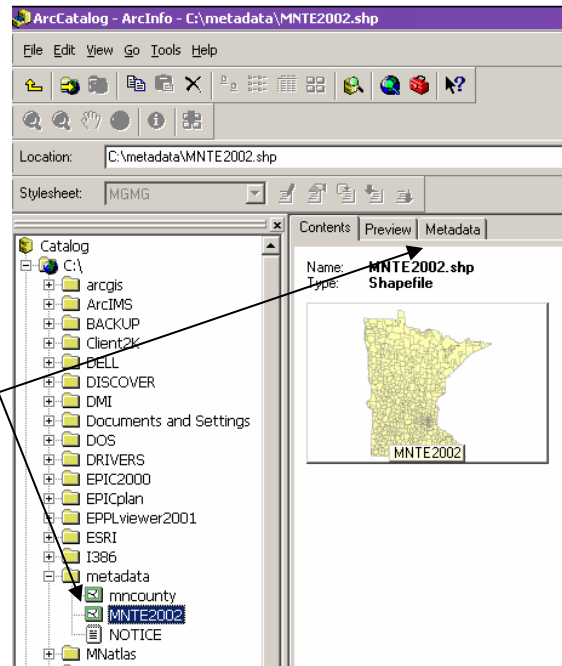 ArcCatalog - ArcInfo - C:\metadata\MNTE2002.shp
File Edit View Go Tools Help
Location: C:\metadata\MNTE2002.shp
Stylesheet: MGMG
Contents Preview Metadata
Name: MNTE2002.shp
Type: Shapefile
MNTE2002
Catalog
C:\
arcgis
ArcIMS
BACKUP
Client2K
DELL
DISCOVER
DMI
Documents and Settings
DOS
DRIVERS
EPIC2000
EPICplan
EPPLviewer2001
ESRI
I386
metadata
mncounty
MNTE2002
NOTICE
MNatlas